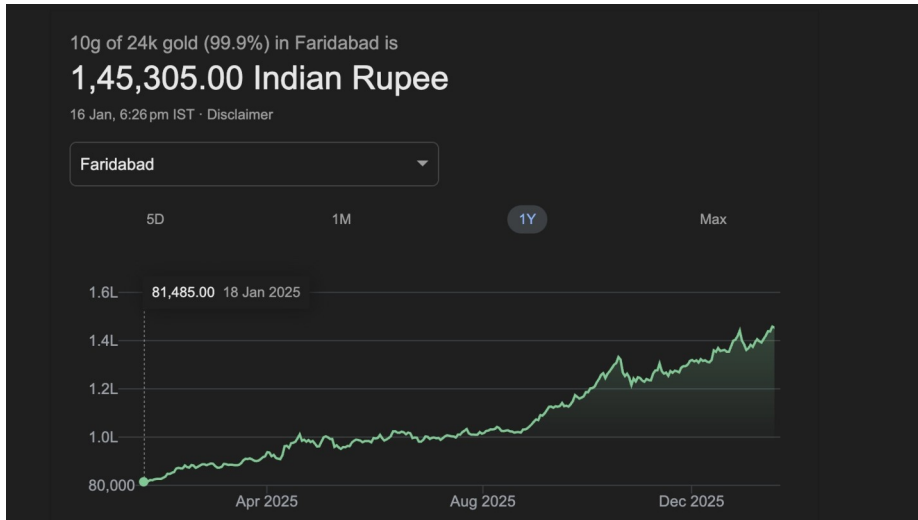 10g of 24k gold (99.9%) in Faridabad is
1,45,305.00 Indian Rupee
16 Jan, 6:26 pm IST · Disclaimer
Faridabad
5D 1M 1Y Max
81,485.00 18 Jan 2025
1.6L
1.4L
1.2L
1.0L
80,000
Apr 2025 Aug 2025 Dec 2025